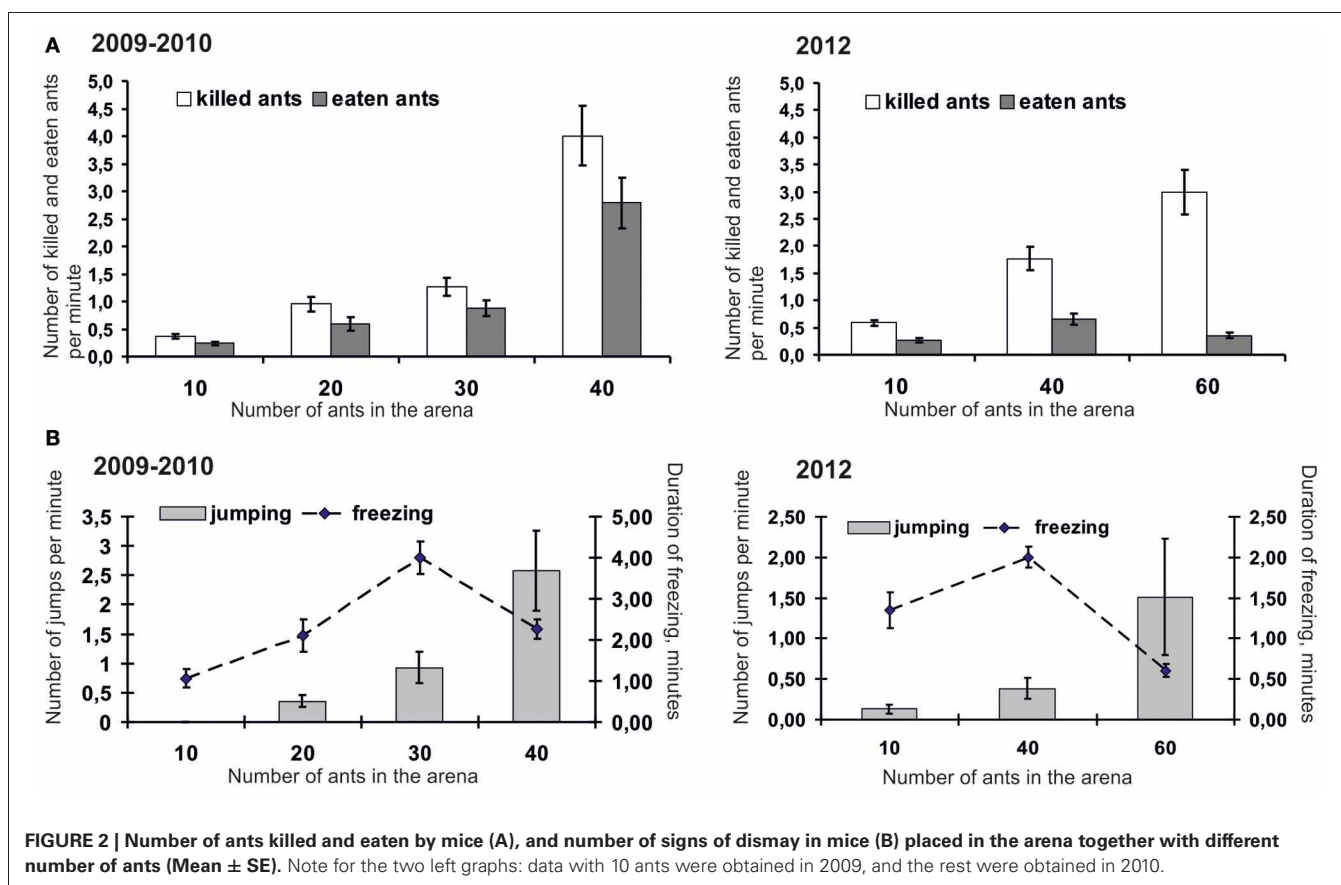 A 2009-2010
Number of killed and eaten ants
per minute
5,0
4,5
4,0
3,5
3,0
2,5
2,0
1,5
1,0
0,5
0,0
killed ants eaten ants
10 20 30 40
Number of ants in the arena
2012
Number of killed and eaten ants
per minute
5,0
4,5
4,0
3,5
3,0
2,5
2,0
1,5
1,0
0,5
0,0
killed ants eaten ants
10 40 60
Number of ants in the arena
B 2009-2010
Number of jumps per minute
3,5
3
2,5
2
1,5
1
0,5
0
jumping freezing
5,00
4,00
3,00
2,00
1,00
0,00
Duration of freezing, minutes
10 20 30 40
Number of ants in the arena
2012
Number of jumps per minute
2,50
2,00
1,50
1,00
0,50
0,00
jumping freezing
2,50
2,00
1,50
1,00
0,50
0,00
Duration of freezing, minutes
10 40 60
Number of ants in the arena
FIGURE 2 | Number of ants killed and eaten by mice (A), and number of signs of dismay in mice (B) placed in the arena together with different
number of ants (Mean ± SE). Note for the two left graphs: data with 10 ants were obtained in 2009, and the rest were obtained in 2010.